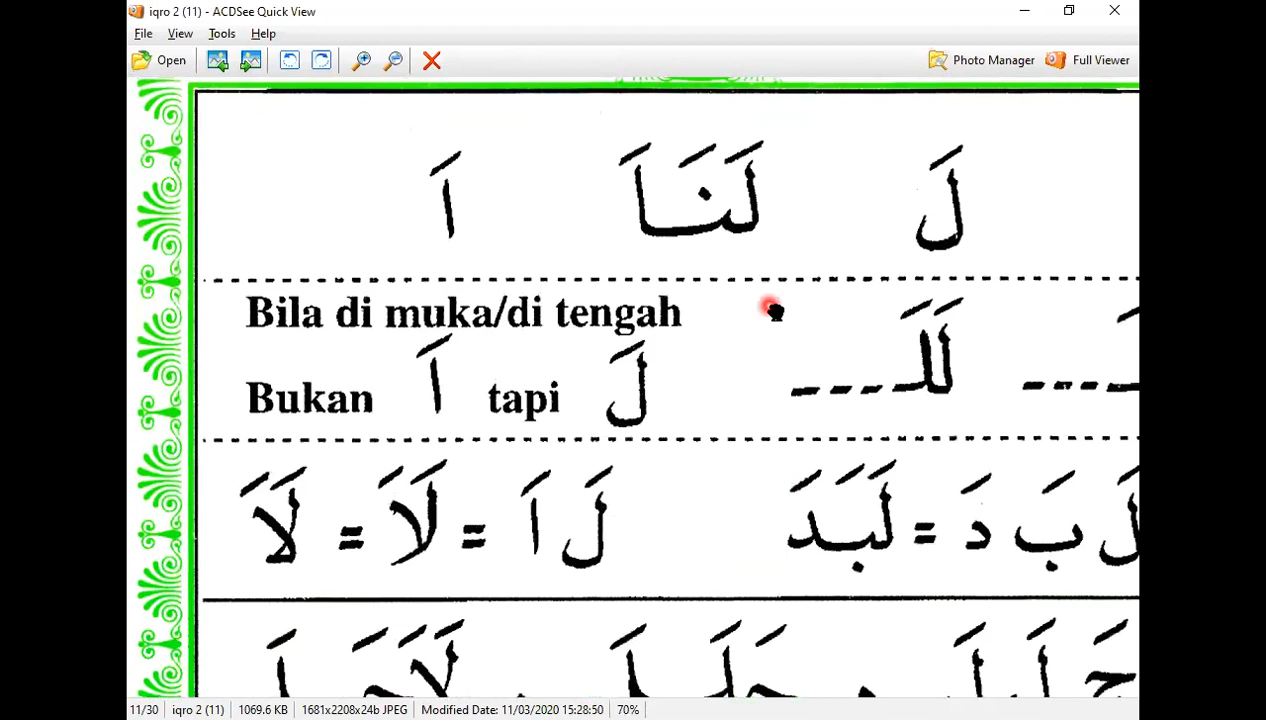 iqro 2 (11) - ACDSee Quick View
File View Tools Help
Open Photo Manager Full Viewer
لَ لَنَاَ اَ
Bila di muka/di tengah
لَلَـ ---
Bukan اَ tapi لَ
لَ بَ دَ = لَبَدَ
لَ اَ = لَاَ = لَاَ
11/30 iqro 2 (11) 1069.6 KB 1681x2208x24b JPEG Modified Date: 11/03/2020 15:28:50 70%